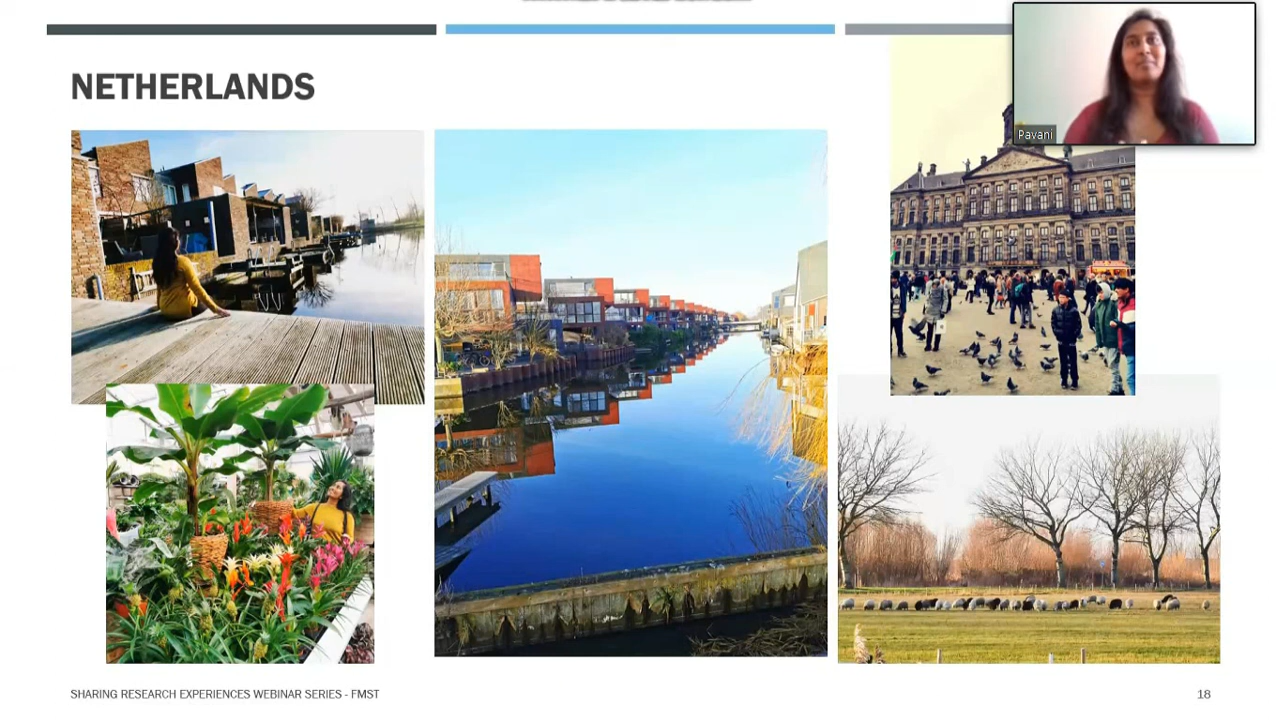 NETHERLANDS
Pavani
SHARING RESEARCH EXPERIENCES WEBINAR SERIES - FMST
18